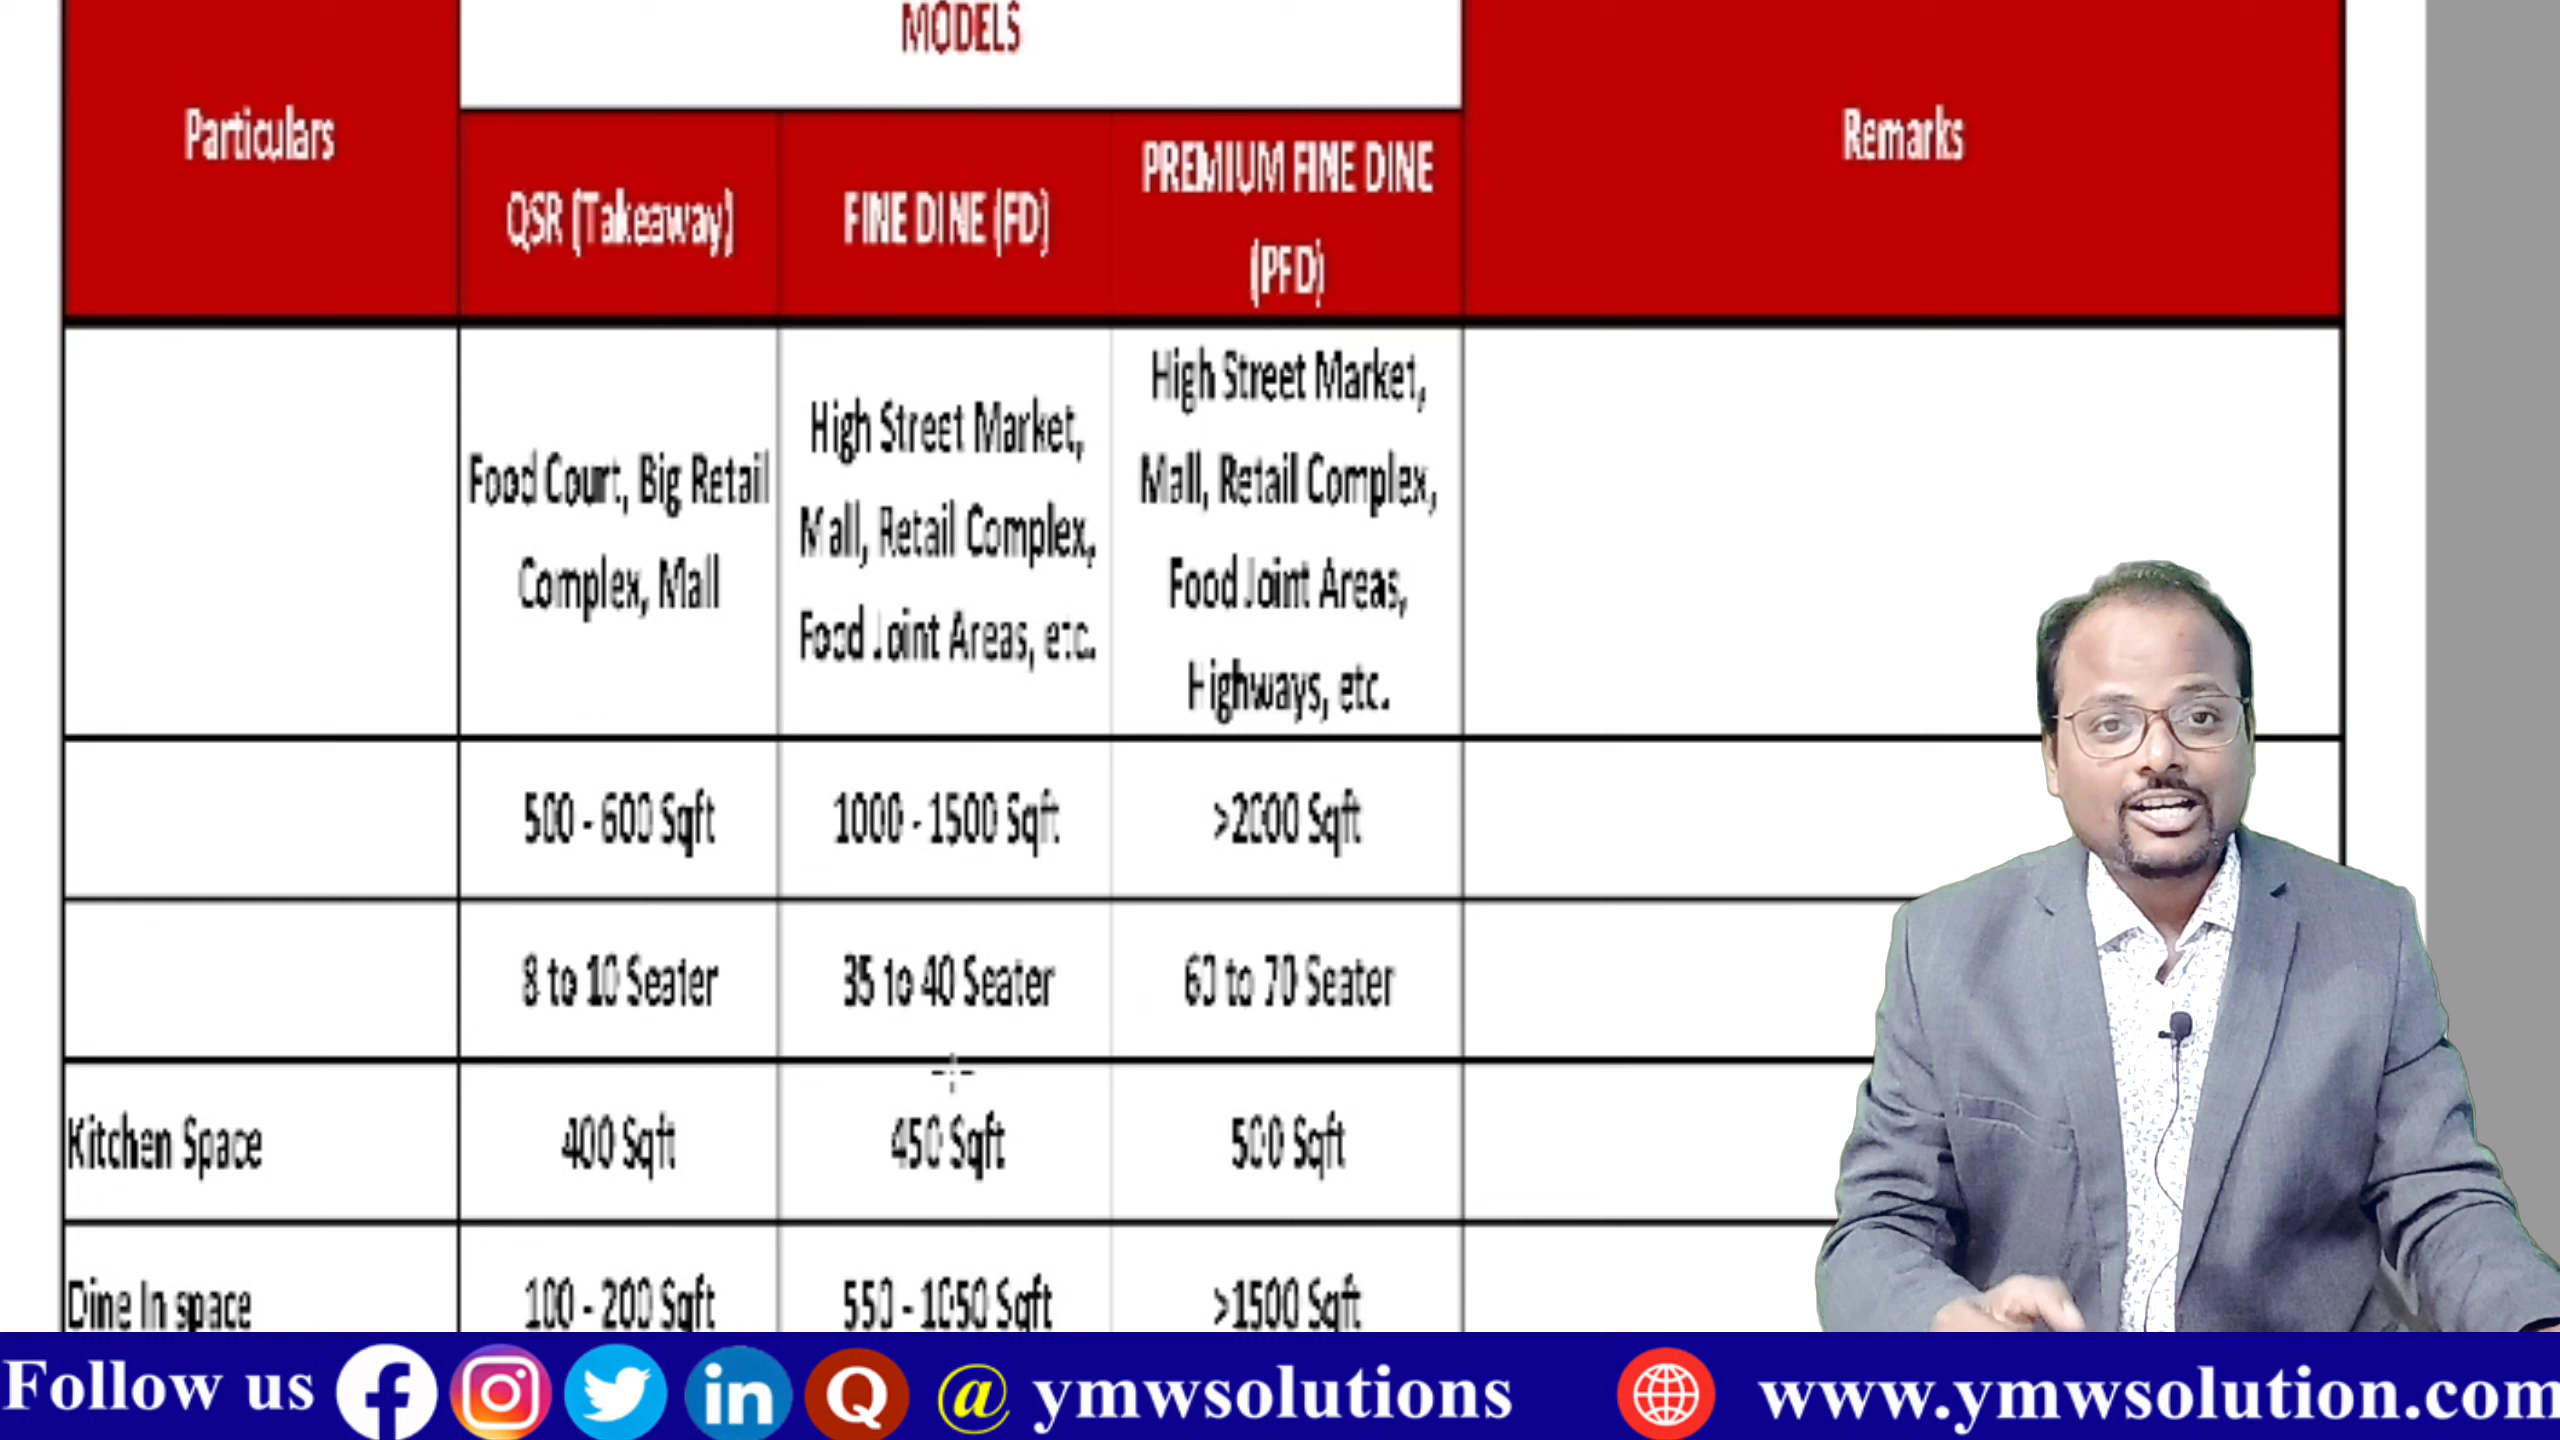 MODELS
Particulars
Remarks
QSR (Takeaway)
FINE DINE (FD)
PREMIUM FINE DINE
(PFD)
Food Court, Big Retail
Complex, Mall
High Street Market,
Mall, Retail Complex,
Food Joint Areas, etc.
High Street Market,
Mall, Retail Complex,
Food Joint Areas,
Highways, etc.
500 - 600 Sqft
1000 - 1500 Sqft
>2000 Sqft
8 to 10 Seater
35 to 40 Seater
60 to 70 Seater
Kitchen Space
400 Sqft
450 Sqft
500 Sqft
Dine In space
100 - 200 Sqft
550 - 1050 Sqft
>1500 Sqft
Follow us @ ymwsolutions
www.ymwsolution.com